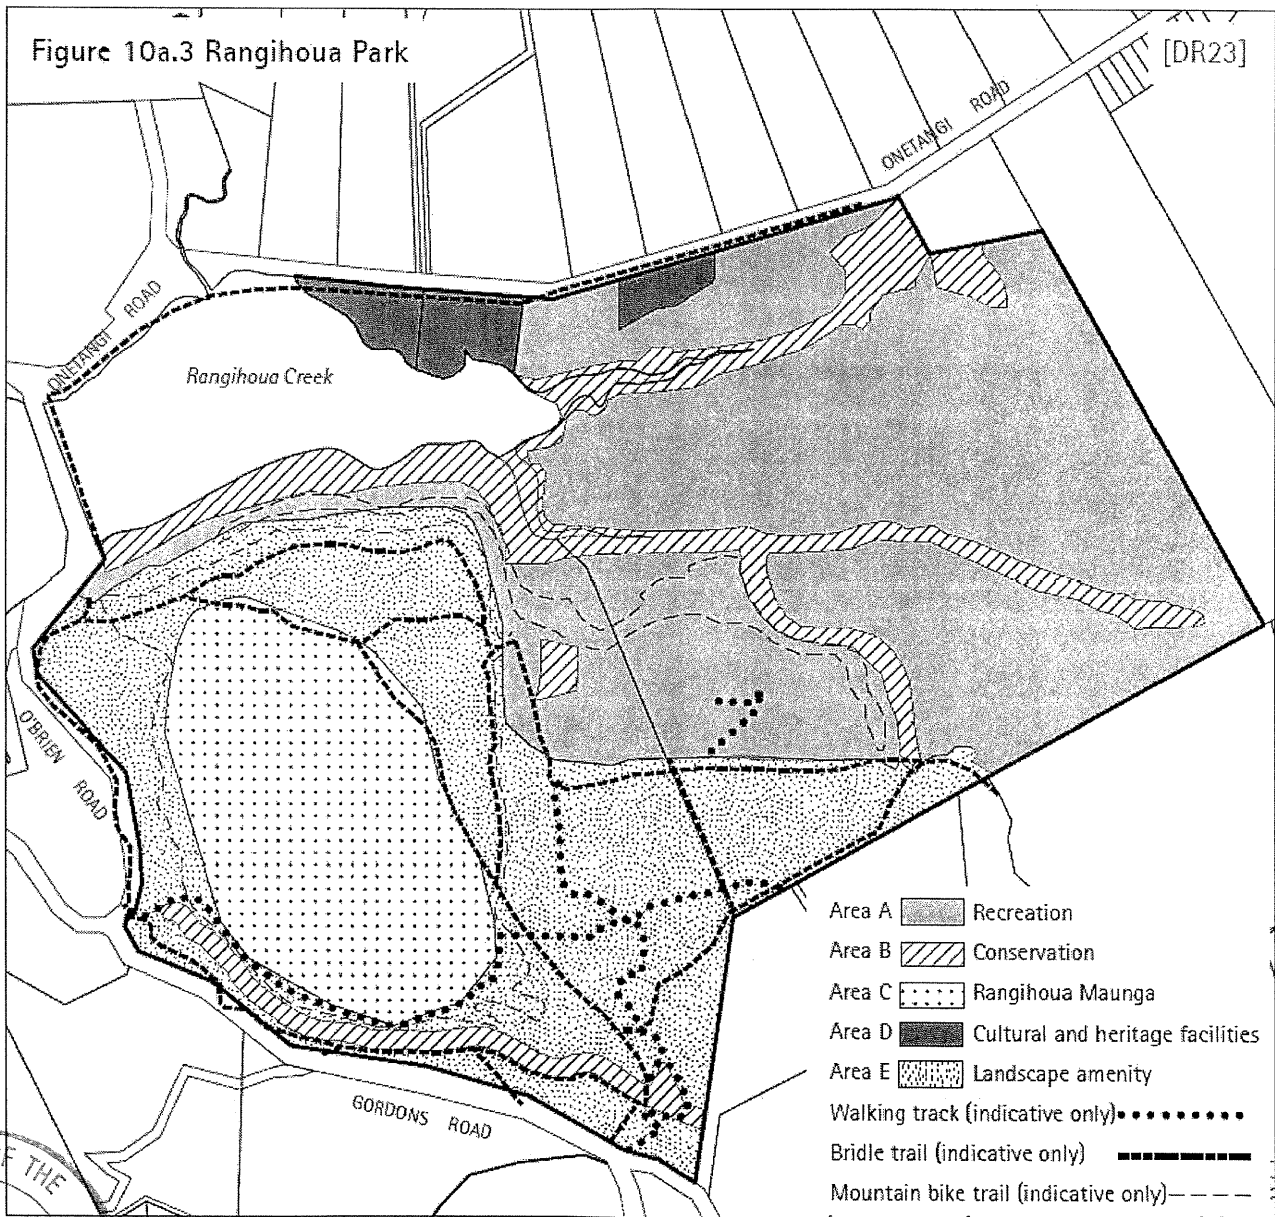 Figure 10a.3 Rangihoua Park
[DR23]
ONETANGI ROAD
ONETANGI ROAD
Rangihoua Creek
O'BRIEN ROAD
GORDONS ROAD
THE
Area A Recreation
Area B Conservation
Area C Rangihoua Maunga
Area D Cultural and heritage facilities
Area E Landscape amenity
Walking track (indicative only)
Bridle trail (indicative only)
Mountain bike trail (indicative only)